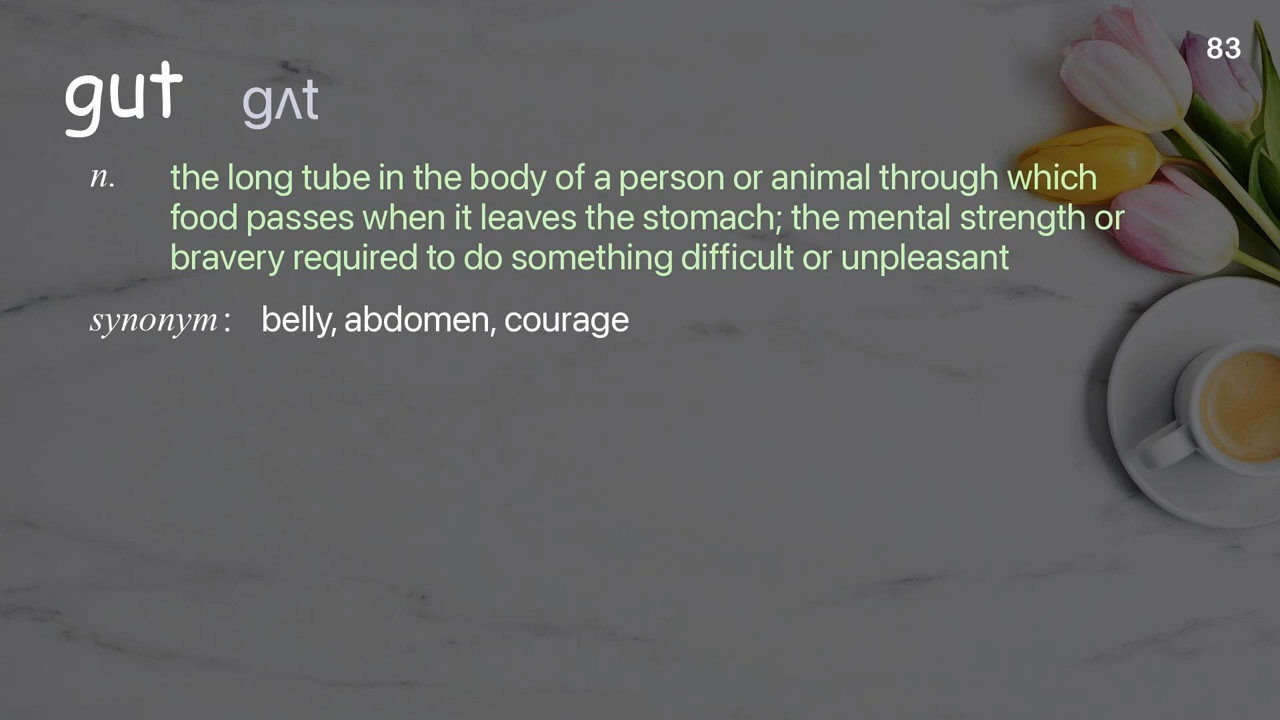 83
gut gʌt
n. the long tube in the body of a person or animal through which
food passes when it leaves the stomach; the mental strength or
bravery required to do something difficult or unpleasant
synonym: belly, abdomen, courage